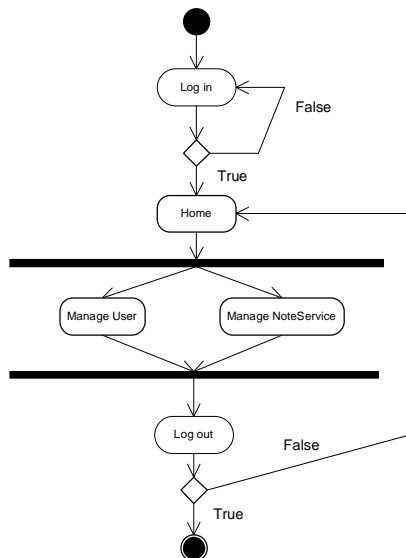 Log in
False
True
Home
Manage User
Manage NoteService
Log out
False
True